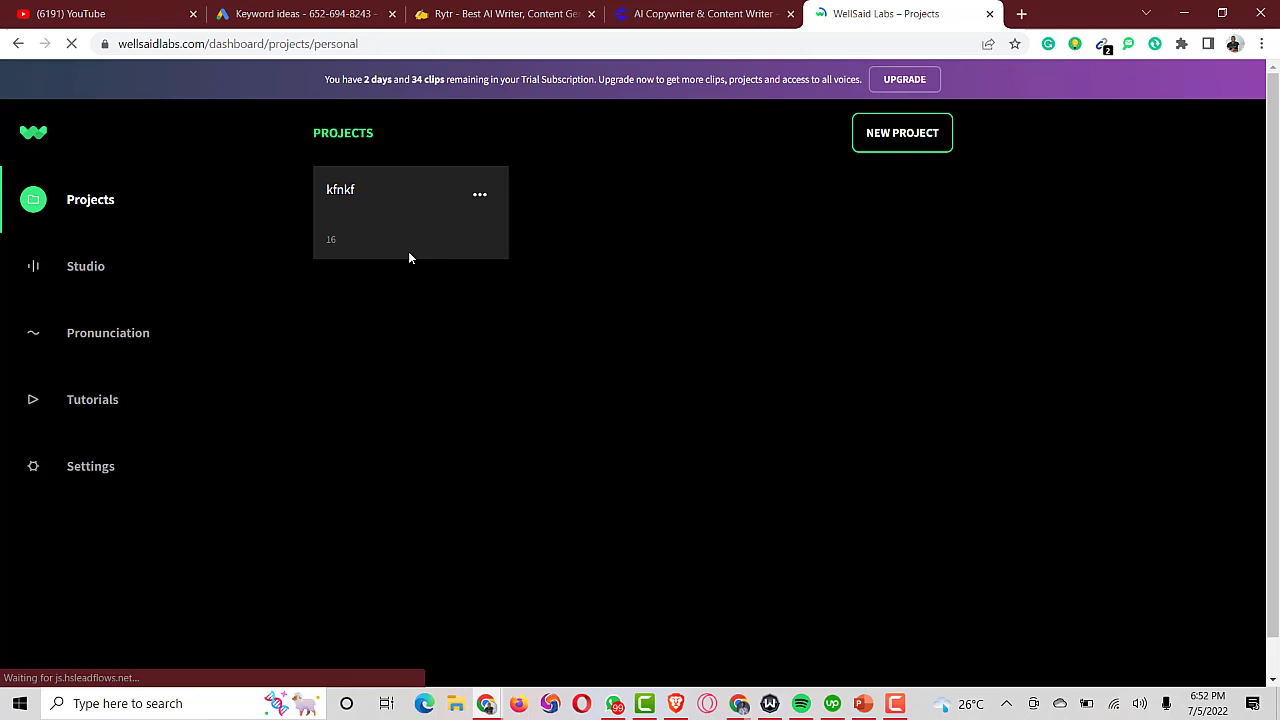 (6191) YouTube
Keyword ideas - 652-694-8243 -
Rytr - Best AI Writer, Content Ge
AI Copywriter & Content Writer -
WellSaid Labs – Projects
wellsaidlabs.com/dashboard/projects/personal
2
You have 2 days and 34 clips remaining in your Trial Subscription. Upgrade now to get more clips, projects and access to all voices.
UPGRADE
PROJECTS
NEW PROJECT
kfnkf
16
Projects
Studio
Pronunciation
Tutorials
Settings
Waiting for js.hsleadflows.net...
Type here to search
99
26°C
6:52 PM
7/5/2022